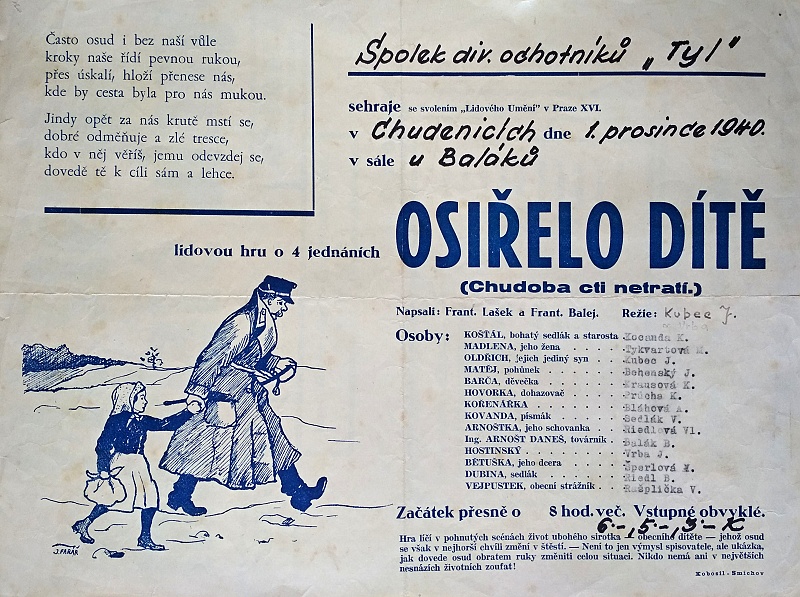 Často osud i bez naší vůle
kroky naše řídí pevnou rukou,
přes úskalí, hloží přenese nás,
kde by cesta byla pro nás mukou.
Jindy opět za nás krutě mstí se,
dobré odměňuje a zlé tresce,
kdo v něj věříš, jemu odevzdej se,
dovedě tě k cíli sám a lehce.
Spolek div. ochotníků „Tyl"
sehraje se svolením „Lidového Umění" v Praze XVI.
v Chudenicích dne 1. prosince 1940.
v sále u Baláků
OSIŘELO DÍTĚ
lidovou hru o 4 jednáních
(Chudoba cti netratí.)
Napsali: Frant. Lašek a Frant. Balej. Režie: Kubec J.
Osoby: KOŠŤÁL, bohatý sedlák a starosta Kocanda K.
MADLENA, jeho žena . . . . . Tykvartová M.
OLDŘICH, jejich jediný syn . . . Kubec J.
MATĚJ, pohůnek . . . . . Behenský J.
BARČA, děvečka . . . . . Krausová K.
HOVORKA, dohazovač . . . . Průcha K.
KOŘENÁŘKA . . . . . Bláhová A.
KOVANDA, písmák . . . . . Sedlák V.
ARNOŠTKA, jeho schovanka . . . Riedlová Vl.
Ing. ARNOŠT DANEŠ, továrník . . Balák B.
HOSTINSKÝ . . . . . Vrba J.
BĚTUŠKA, jeho dcera . . . . Šperlová
DUBINA, sedlák . . . . . Riedl B.
VEJPUSTEK, obecní strážník . . Rašplička V.
Začátek přesně o 8 hod. več. Vstupné obvyklé.
6·-, 5·-, 3·- K
Hra líčí v pohnutých scénách život ubohého sirotka - obecního dítěte — jehož osud
se však v nejhorší chvíli změní v štěstí. — Není to jen výmysl spisovatele, ale ukázka,
jak dovede osud obratem ruky změniti celou situaci. Nikdo nemá ani v největších
nesnázích životních zoufat!
Kobosil - Smíchov
J. FARÁK